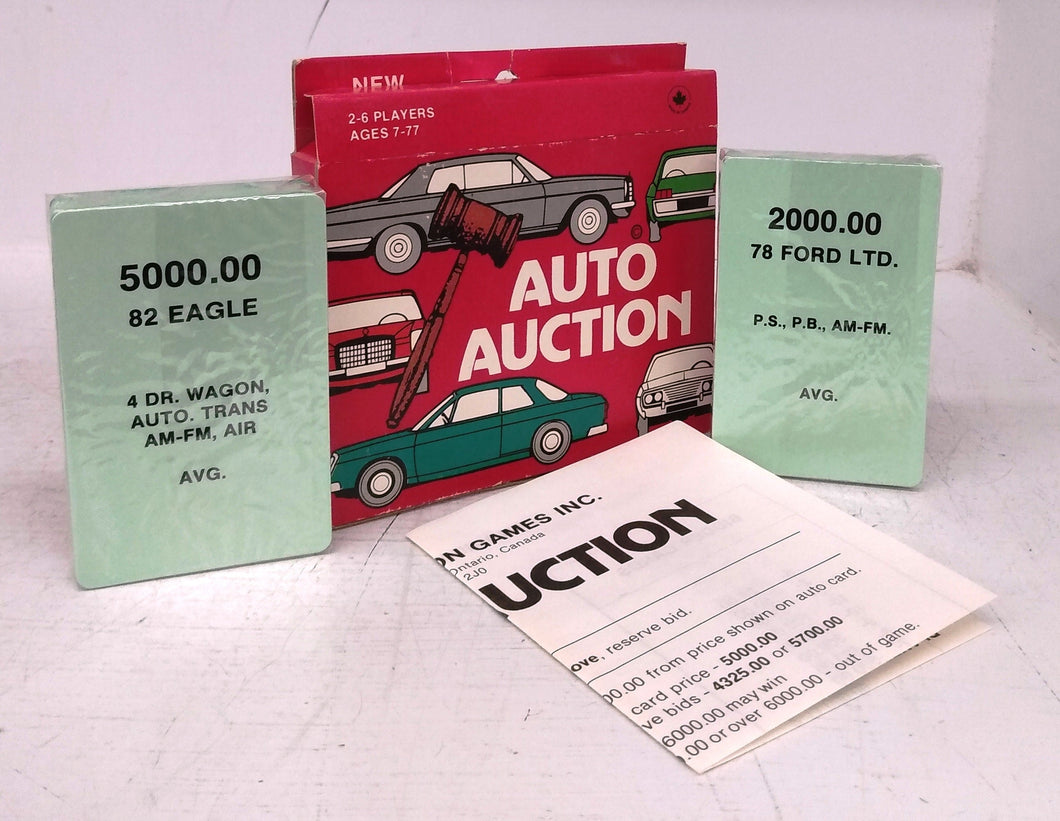 NEW
2-6 PLAYERS
AGES 7-77
©
AUTO
AUCTION
5000.00
82 EAGLE
4 DR. WAGON,
AUTO. TRANS
AM-FM, AIR
AVG.
2000.00
78 FORD LTD.
P.S., P.B., AM-FM.
AVG.
ON GAMES INC.
Ontario, Canada
2J0
UCTION
ove, reserve bid.
00.00 from price shown on auto card.
card price - 5000.00
ve bids - 4325.00 or 5700.00
6000.00 may win
.00 or over 6000.00 - out of game.